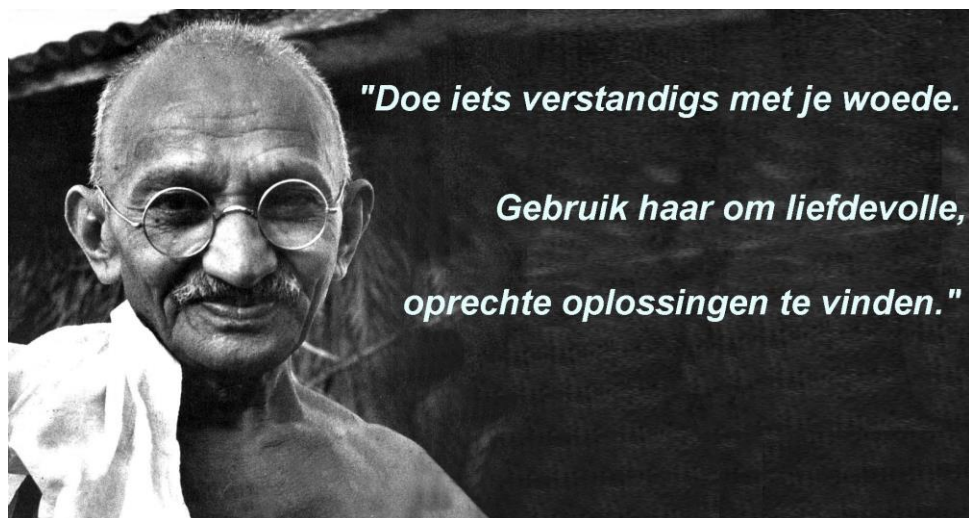 "Doe iets verstandigs met je woede.
Gebruik haar om liefdevolle,
oprechte oplossingen te vinden."